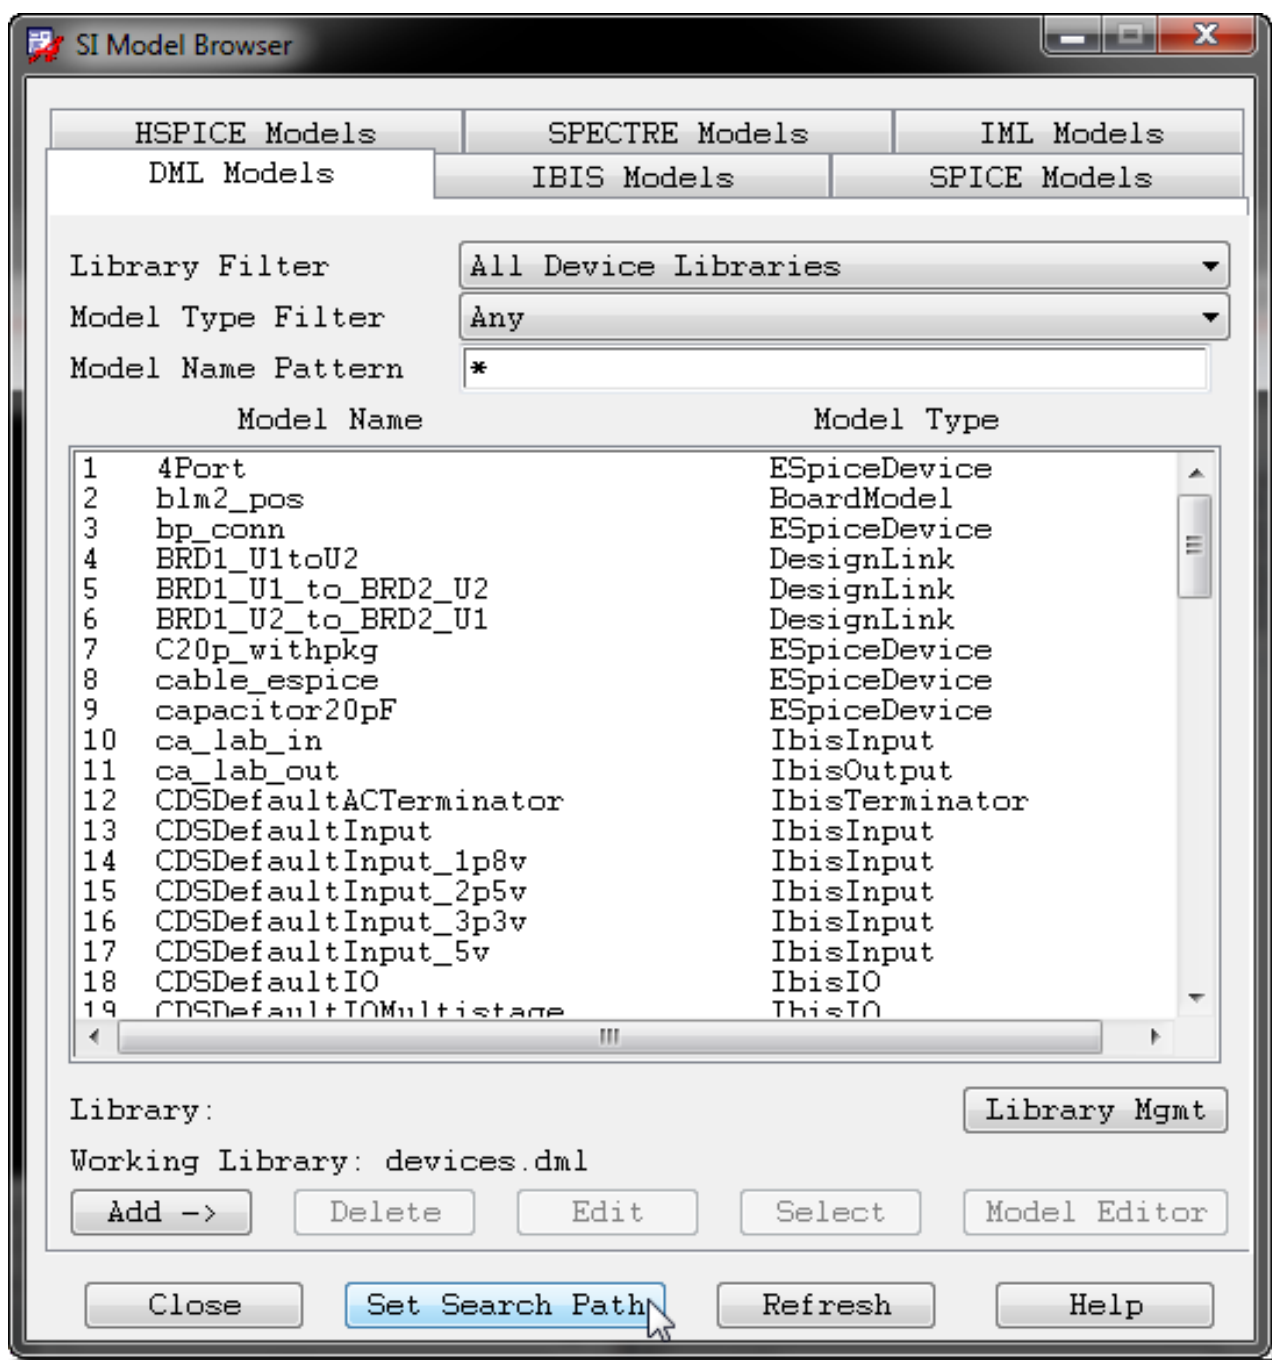 SI Model Browser
HSPICE Models SPECTRE Models IML Models
DML Models IBIS Models SPICE Models
Library Filter All Device Libraries
Model Type Filter Any
Model Name Pattern *
Model Name Model Type
1 4Port ESpiceDevice
2 blm2_pos BoardModel
3 bp_conn ESpiceDevice
4 BRD1_U1toU2 DesignLink
5 BRD1_U1_to_BRD2_U2 DesignLink
6 BRD1_U2_to_BRD2_U1 DesignLink
7 C20p_withpkg ESpiceDevice
8 cable_espice ESpiceDevice
9 capacitor20pF ESpiceDevice
10 ca_lab_in IbisInput
11 ca_lab_out IbisOutput
12 CDSDefaultACTerminator IbisTerminator
13 CDSDefaultInput IbisInput
14 CDSDefaultInput_1p8v IbisInput
15 CDSDefaultInput_2p5v IbisInput
16 CDSDefaultInput_3p3v IbisInput
17 CDSDefaultInput_5v IbisInput
18 CDSDefaultIO IbisIO
19 CDSDefaultIOMultistage IbisIO
Library: Library Mgmt
Working Library: devices.dml
Add -> Delete Edit Select Model Editor
Close Set Search Path Refresh Help